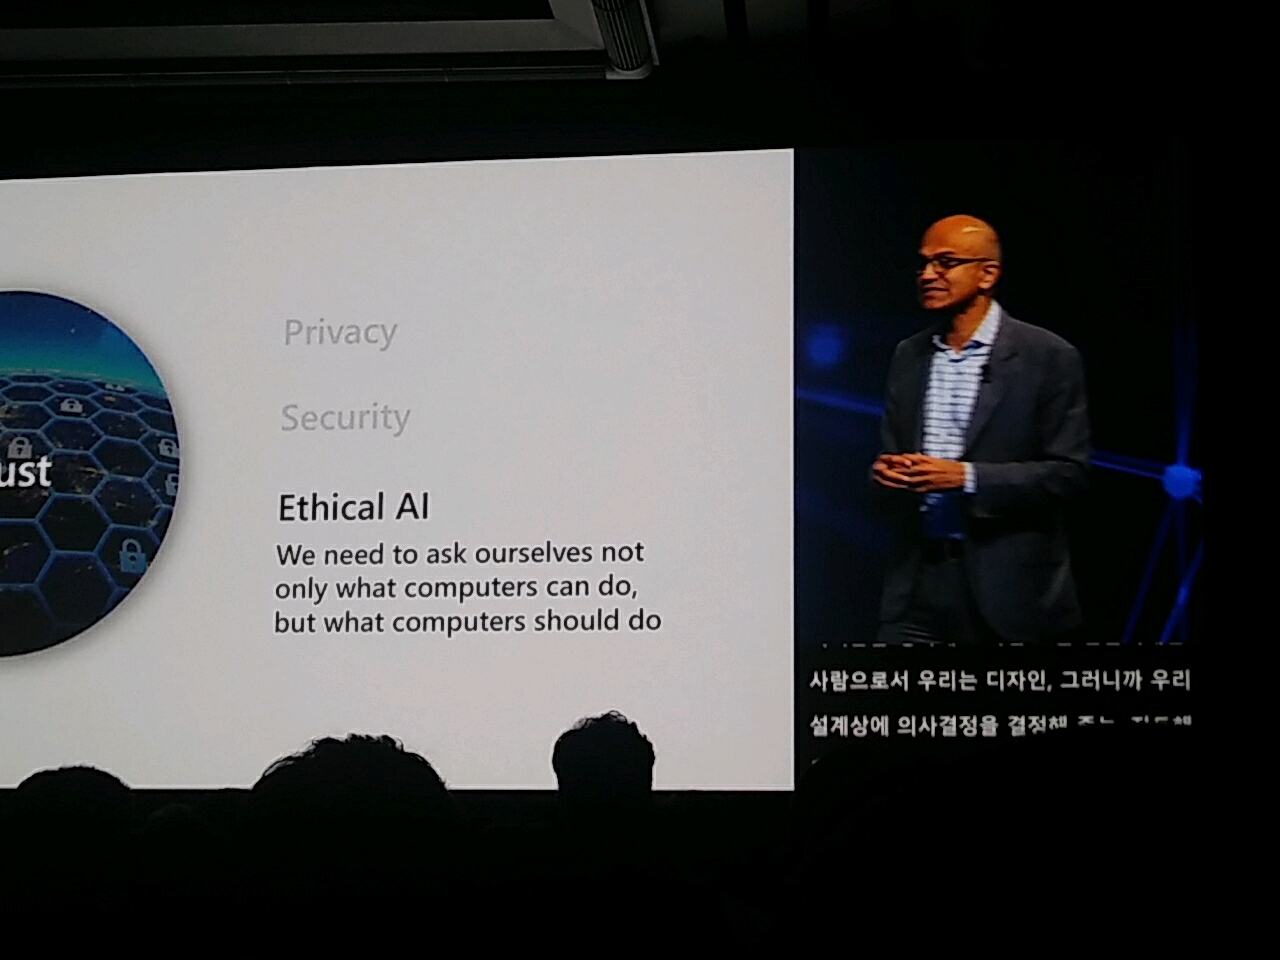 ust
Privacy
Security
Ethical AI
We need to ask ourselves not
only what computers can do,
but what computers should do
사람으로서 우리는 디자인, 그러니까 우리
설계상에 의사결정을 결정해